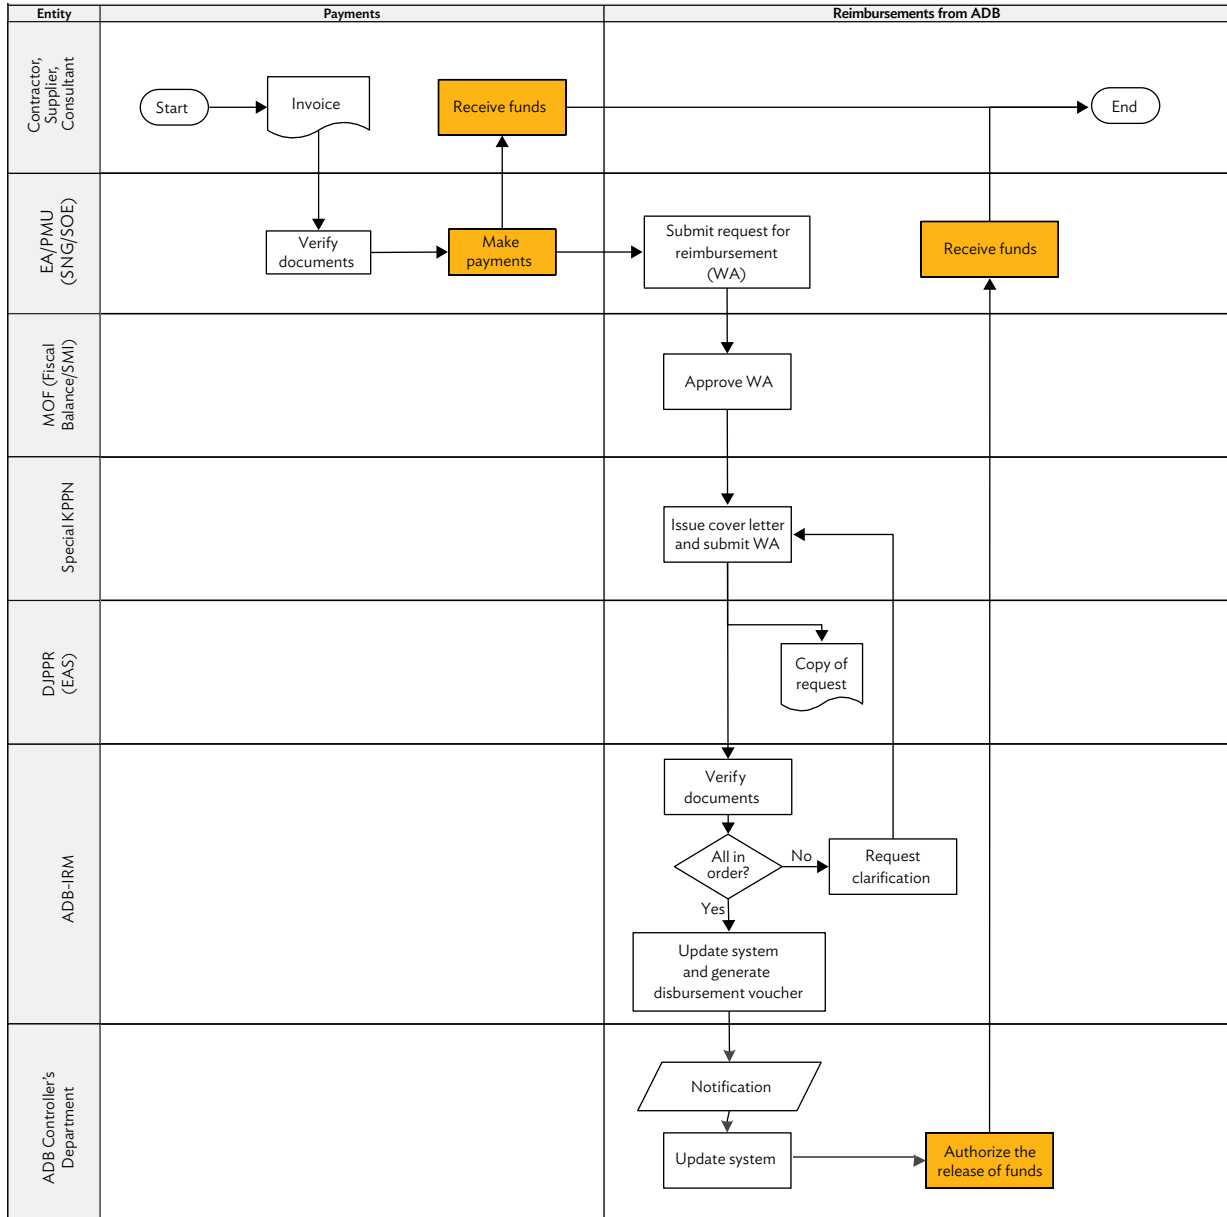 Entity
Payments
Reimbursements from ADB
Contractor,
Supplier,
Consultant
Start
Invoice
Receive funds
End
EA/PMU
(SNG/SOE)
Verify
documents
Make
payments
Submit request for
reimbursement
(WA)
Receive funds
MOF (Fiscal
Balance/SMI)
Approve WA
Special KPPN
Issue cover letter
and submit WA
DJPPR
(EAS)
Copy of
request
ADB-IRM
Verify
documents
All in
order?
No
Request
clarification
Yes
Update system
and generate
disbursement voucher
ADB Controller's
Department
Notification
Update system
Authorize the
release of funds